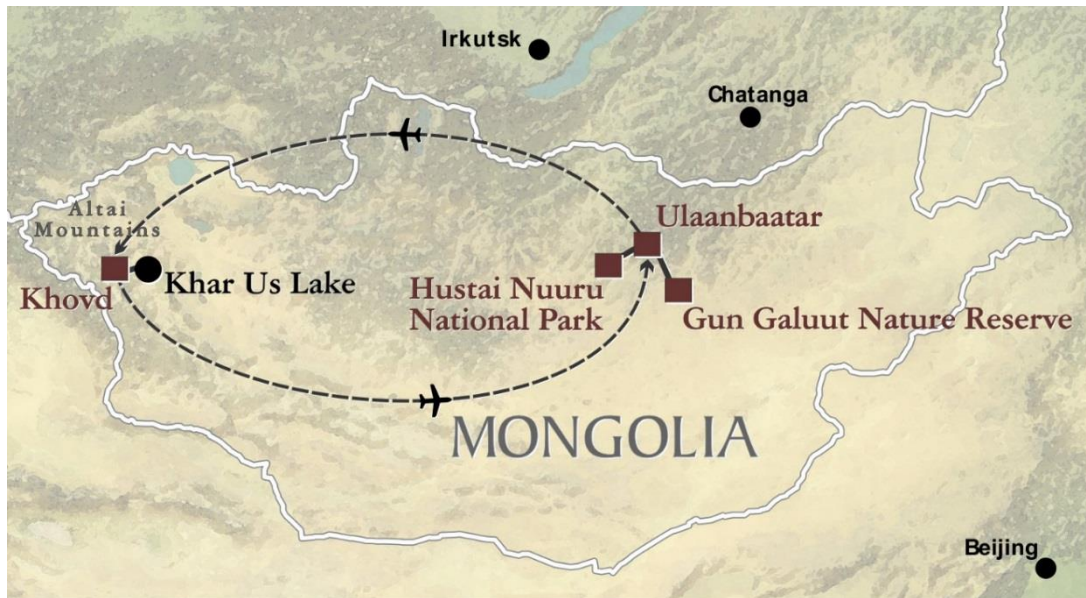 Irkutsk
Chatanga
Altai
Mountains
Ulaanbaatar
Khovd
Khar Us Lake
Hustai Nuuru
National Park
Gun Galuut Nature Reserve
MONGOLIA
Beijing